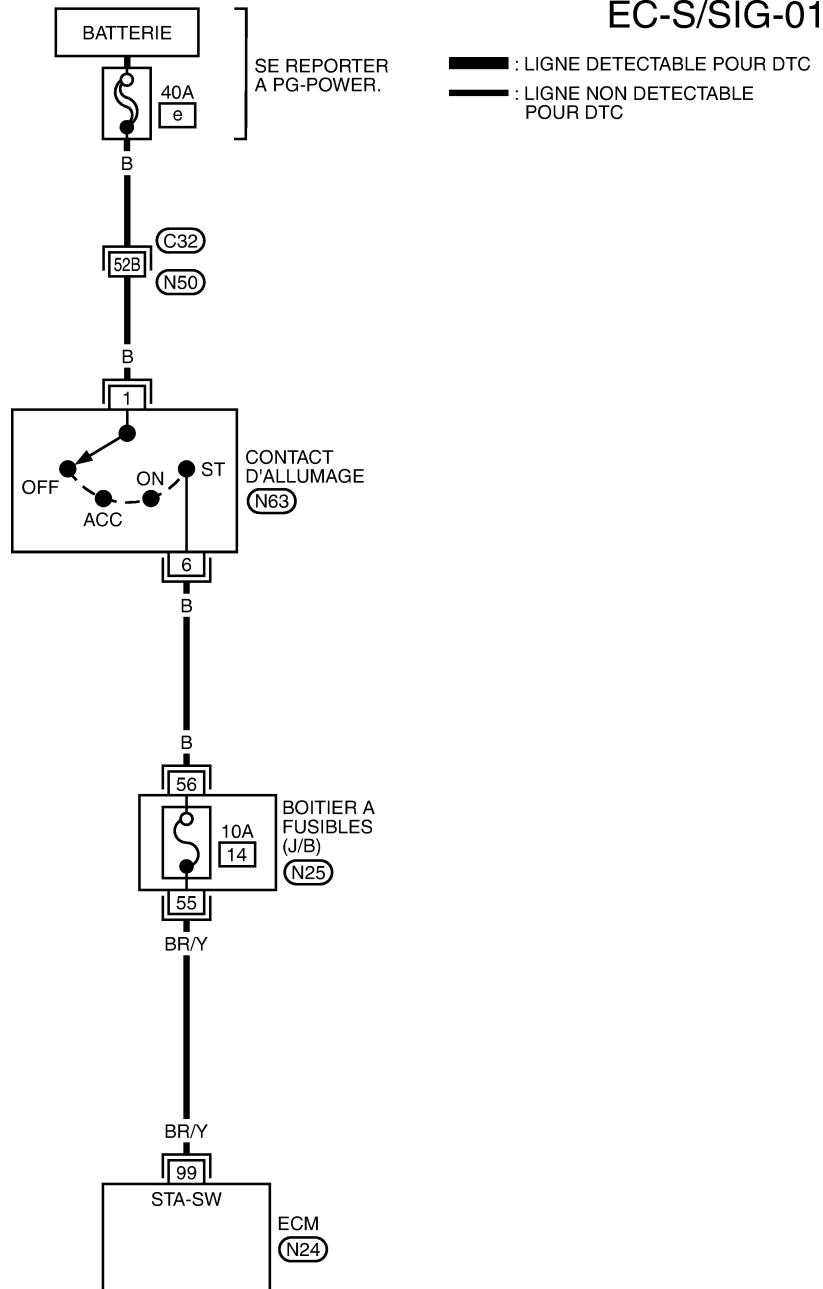 EC-S/SIG-01
BATTERIE
SE REPORTER
A PG-POWER.
: LIGNE DETECTABLE POUR DTC
: LIGNE NON DETECTABLE
POUR DTC
40A
e
B
C32
52B
N50
B
1
CONTACT
D'ALLUMAGE
N63
OFF
ACC
ON
ST
6
B
B
56
BOITIER A
FUSIBLES
(J/B)
N25
10A
14
55
BR/Y
BR/Y
99
STA-SW
ECM
N24